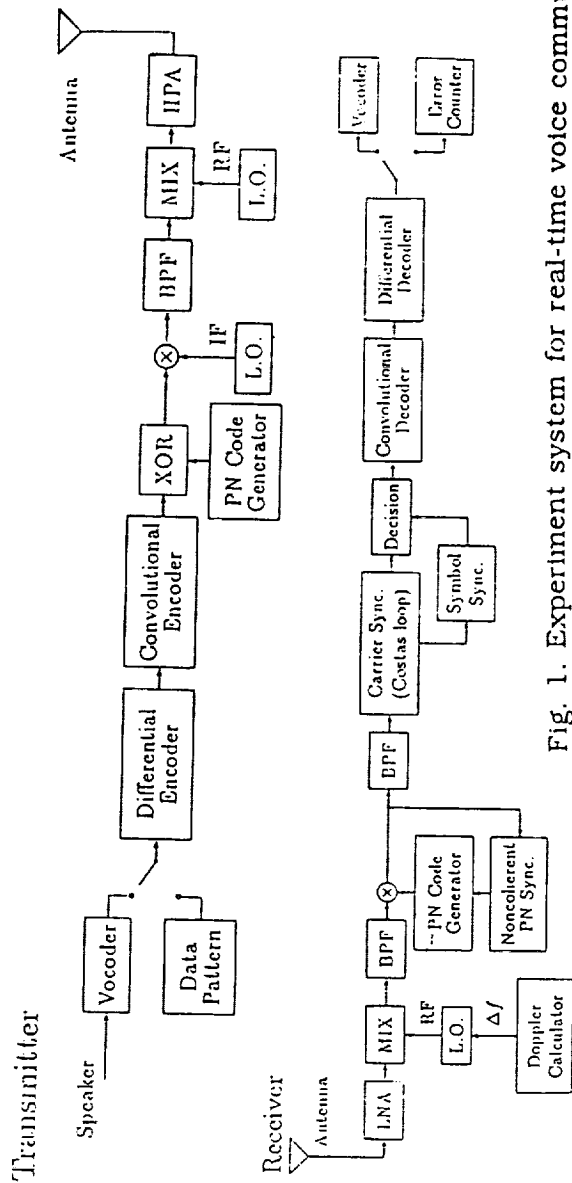 Transmitter
Speaker
Vocoder
Data
Pattern
Differential
Encoder
Convolutional
Encoder
XOR
PN Code
Generator
IF
L.O.
BPF
MIX
RF
L.O.
HPA
Antenna
Receiver
Antenna
LNA
MIX
RF
L.O.
Δf
Doppler
Calculator
BPF
PN Code
Generator
Noncoherent
PN Sync.
BPF
Carrier Sync.
(Costas loop)
Symbol
Sync.
Decision
Convolutional
Decoder
Differential
Decoder
Vocoder
Error
Counter
Fig. 1. Experiment system for real-time voice